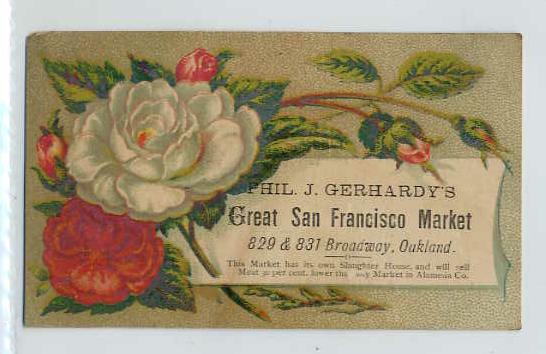 PHIL. J. GERHARDY'S
Great San Francisco Market
829 & 831 Broadway, Oakland.
This Market has its own Slaughter House, and will sell
Meat per cent. lower Market in Alameda Co.